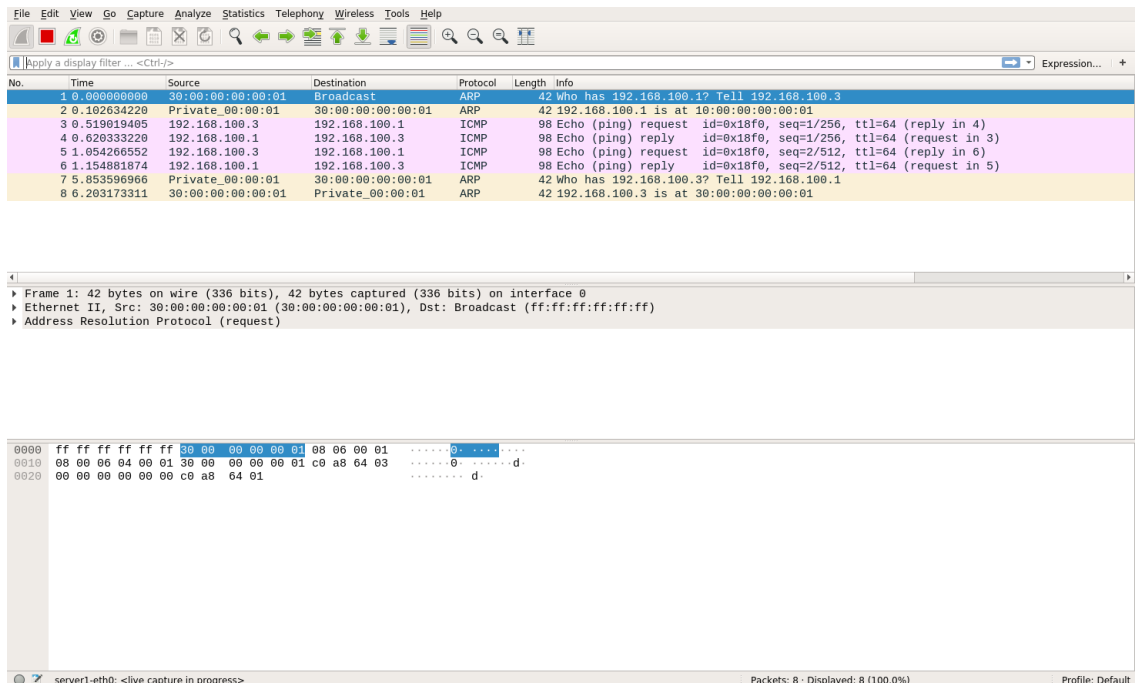 File Edit View Go Capture Analyze Statistics Telephony Wireless Tools Help
Apply a display filter ... <Ctrl-/> Expression... +
No. Time Source Destination Protocol Length Info
1 0.000000000 30:00:00:00:00:01 Broadcast ARP 42 Who has 192.168.100.1? Tell 192.168.100.3
2 0.102634220 Private_00:00:01 30:00:00:00:00:01 ARP 42 192.168.100.1 is at 10:00:00:00:00:01
3 0.519019405 192.168.100.3 192.168.100.1 ICMP 98 Echo (ping) request id=0x18f0, seq=1/256, ttl=64 (reply in 4)
4 0.620333220 192.168.100.1 192.168.100.3 ICMP 98 Echo (ping) reply id=0x18f0, seq=1/256, ttl=64 (request in 3)
5 1.054266552 192.168.100.3 192.168.100.1 ICMP 98 Echo (ping) request id=0x18f0, seq=2/512, ttl=64 (reply in 6)
6 1.154881874 192.168.100.1 192.168.100.3 ICMP 98 Echo (ping) reply id=0x18f0, seq=2/512, ttl=64 (request in 5)
7 5.853596966 Private_00:00:01 30:00:00:00:00:01 ARP 42 Who has 192.168.100.3? Tell 192.168.100.1
8 6.203173311 30:00:00:00:00:01 Private_00:00:01 ARP 42 192.168.100.3 is at 30:00:00:00:00:01
Frame 1: 42 bytes on wire (336 bits), 42 bytes captured (336 bits) on interface 0
Ethernet II, Src: 30:00:00:00:00:01 (30:00:00:00:00:01), Dst: Broadcast (ff:ff:ff:ff:ff:ff)
Address Resolution Protocol (request)
0000 ff ff ff ff ff ff 30 00 00 00 00 01 08 06 00 01 ······0· ········
0010 08 00 06 04 00 01 30 00 00 00 00 01 c0 a8 64 03 ······0· ······d·
0020 00 00 00 00 00 00 c0 a8 64 01 ········ d·
server1-eth0: <live capture in progress> Packets: 8 · Displayed: 8 (100.0%) Profile: Default